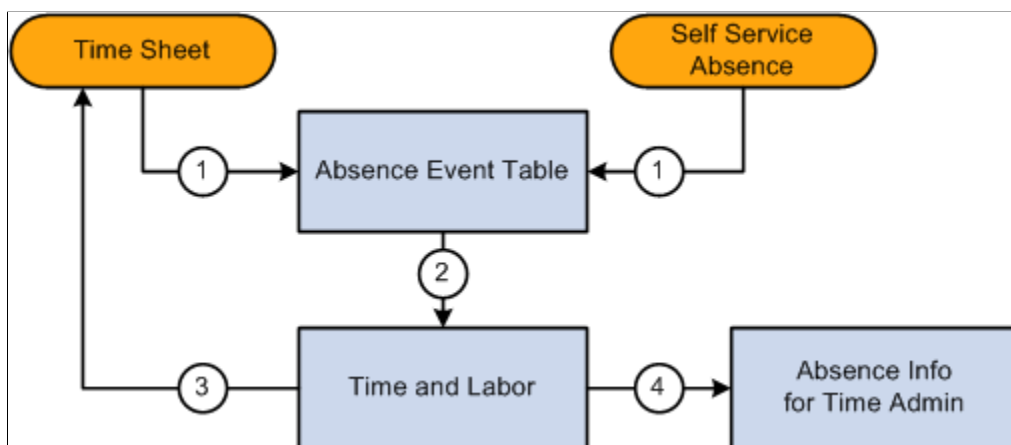 Time Sheet
Self Service
Absence
1
Absence Event Table
1
2
3
Time and Labor
4
Absence Info
for Time Admin